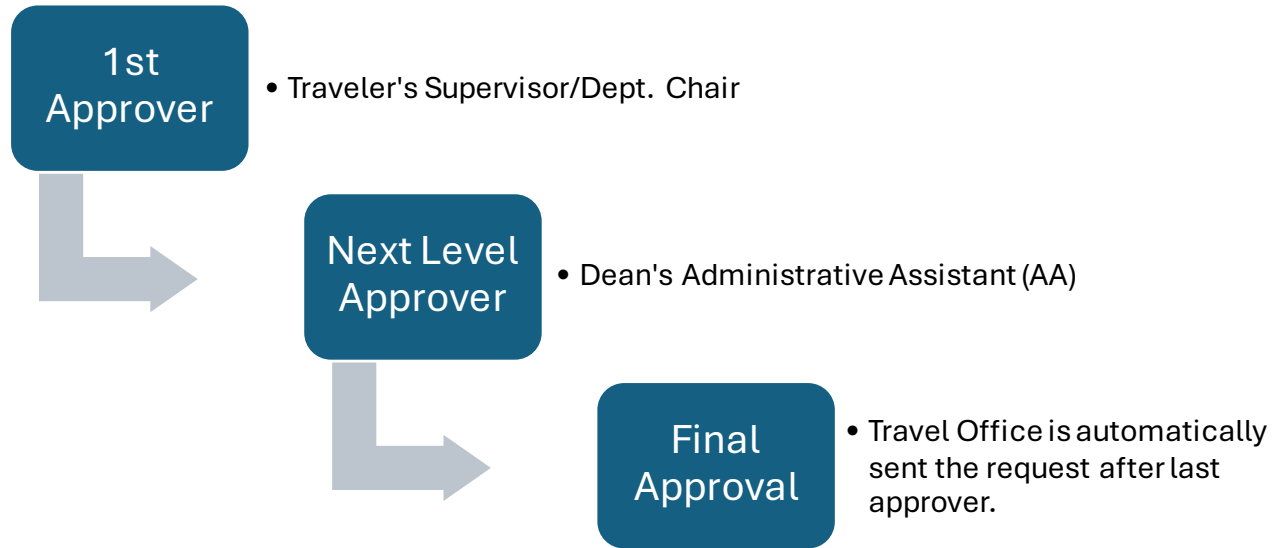 1st
Approver
• Traveler's Supervisor/Dept. Chair
Next Level
Approver
• Dean's Administrative Assistant (AA)
Final
Approval
• Travel Office is automatically
sent the request after last
approver.